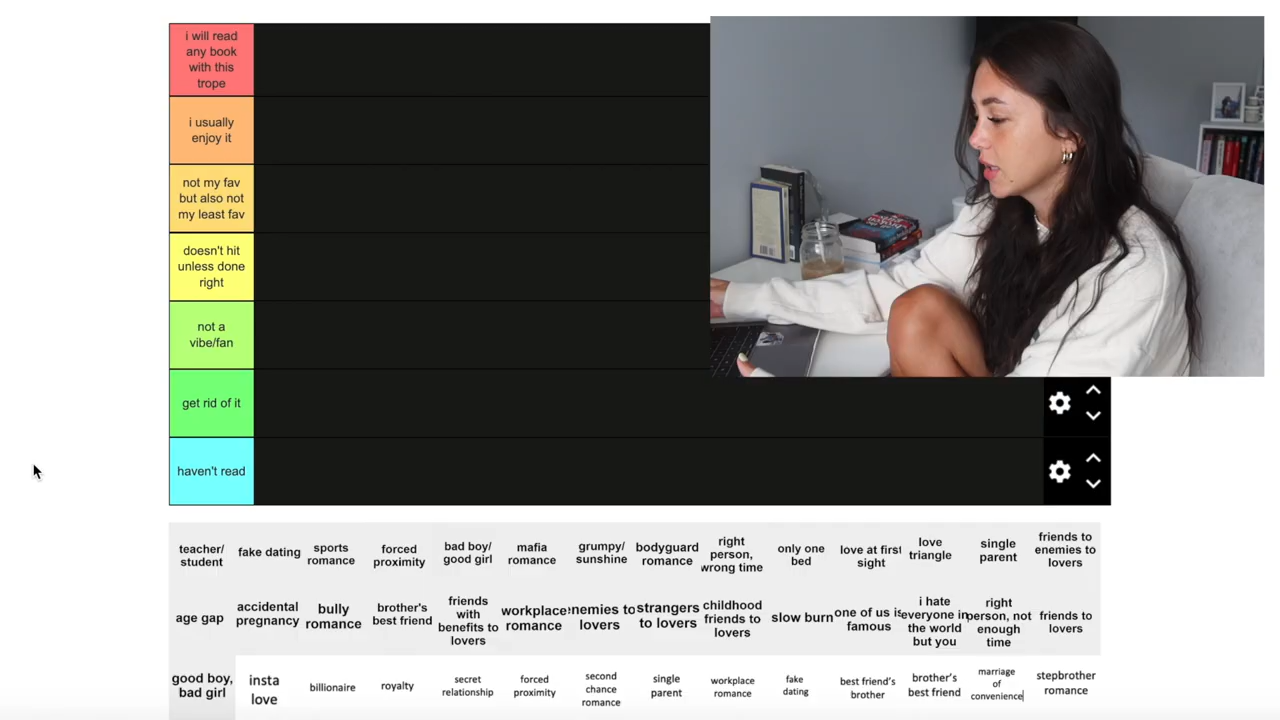 i will read
any book
with this
trope
i usually
enjoy it
not my fav
but also not
my least fav
doesn't hit
unless done
right
not a
vibe/fan
get rid of it
haven't read
teacher/
student
fake dating
sports
romance
forced
proximity
bad boy/
good girl
mafia
romance
grumpy/
sunshine
bodyguard
romance
right
person,
wrong time
only one
bed
love at first
sight
love
triangle
single
parent
friends to
enemies to
lovers
age gap
accidental
pregnancy
bully
romance
brother's
best friend
friends
with
benefits to
lovers
workplace
romance
enemies to
lovers
strangers
to lovers
childhood
friends to
lovers
slow burn
one of us is
famous
i hate
everyone in
the world
but you
right
person, not
enough
time
friends to
lovers
good boy,
bad girl
insta
love
billionaire
royalty
secret
relationship
forced
proximity
second
chance
romance
single
parent
workplace
romance
fake
dating
best friend's
brother
brother's
best friend
marriage
of
convenience
stepbrother
romance